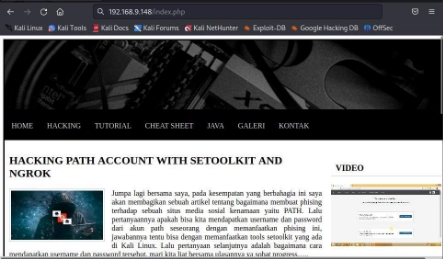 192.168.9.148/index.php
Kali Linux Kali Tools Kali Docs Kali Forums Kali NetHunter Exploit-DB Google Hacking DB OffSec
HOME HACKING TUTORIAL CHEAT SHEET JAVA GALERI KONTAK
HACKING PATH ACCOUNT WITH SETOOLKIT AND
NGROK
VIDEO
Jumpa lagi bersama saya, pada kesempatan yang berbahagia ini saya
akan membagikan sebuah artikel tentang bagaimana membuat phising
terhadap sebuah situs media sosial kenamaan yaitu PATH. Lalu
pertanyaannya apakah bisa kita mendapatkan username dan password
dari akun path seseorang dengan memanfaatkan phising ini,
jawabannya tentu bisa dengan memanfaatkan tools setoolkit yang ada
di Kali Linux. Lalu pertanyaan selanjutnya adalah bagaimana cara
mendapatkan username dan password tersebut, mari kita liat bersama ulasannya ya sobat progress.....